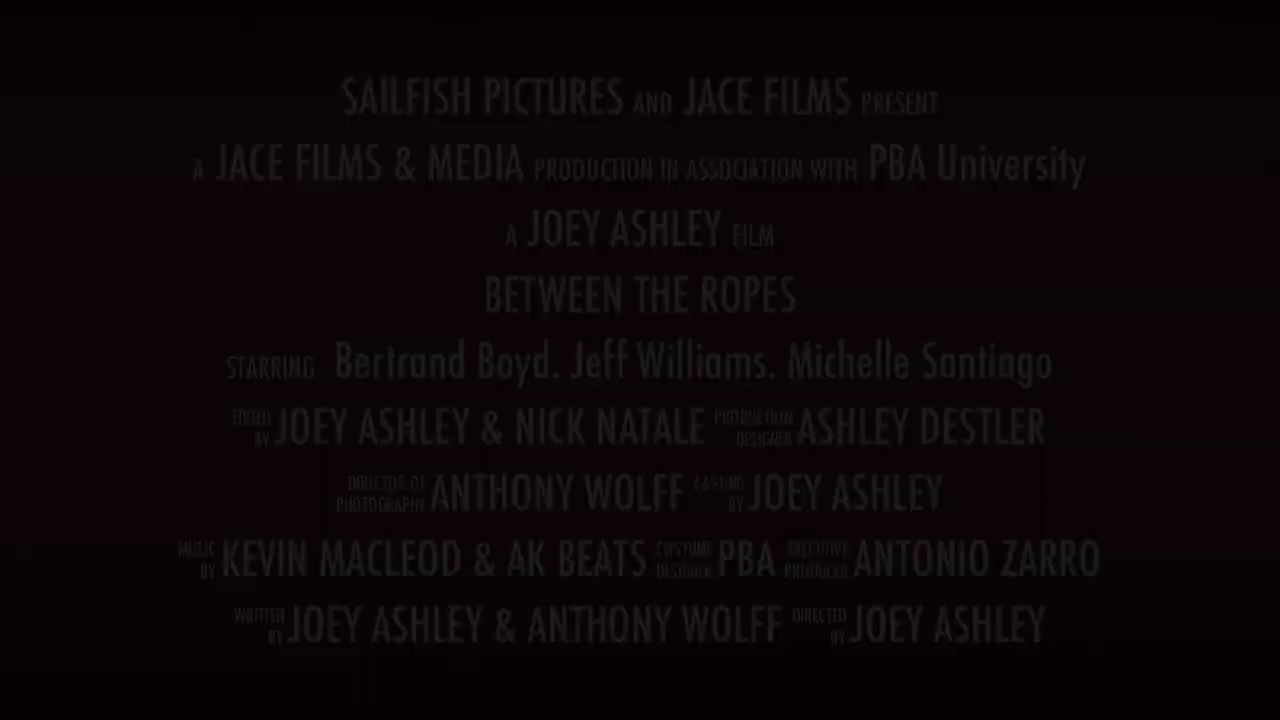 SAILFISH PICTURES AND JACE FILMS PRESENT
A JACE FILMS & MEDIA PRODUCTION IN ASSOCIATION WITH PBA University
A JOEY ASHLEY FILM
BETWEEN THE ROPES
STARRING Bertrand Boyd. Jeff Williams. Michelle Santiago
EDITED BY JOEY ASHLEY & NICK NATALE PRODUCTION DESIGNER ASHLEY DESTLER
DIRECTOR OF PHOTOGRAPHY ANTHONY WOLFF CASTING BY JOEY ASHLEY
MUSIC BY KEVIN MACLEOD & AK BEATS COSTUME DESIGNER PBA EXECUTIVE PRODUCER ANTONIO ZARRO
WRITTEN BY JOEY ASHLEY & ANTHONY WOLFF DIRECTED BY JOEY ASHLEY